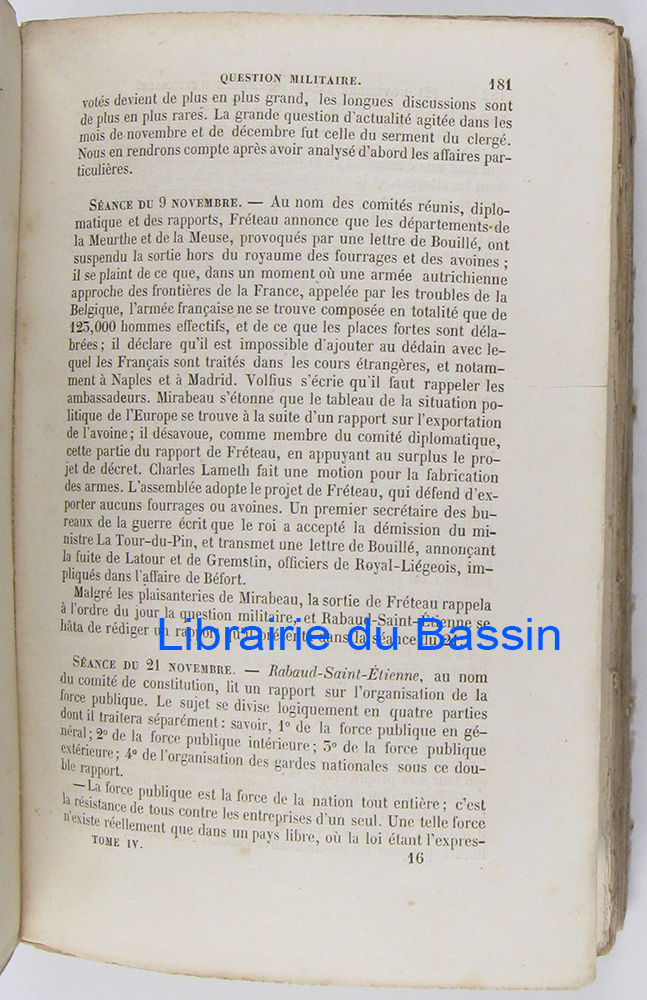 QUESTION MILITAIRE. 181
votés devient de plus en plus grand, les longues discussions sont
de plus en plus rares. La grande question d'actualité agitée dans les
mois de novembre et de décembre fut celle du serment du clergé.
Nous en rendrons compte après avoir analysé d'abord les affaires par-
ticulières.
SÉANCE DU 9 NOVEMBRE. — Au nom des comités réunis, diplo-
matique et des rapports, Fréteau annonce que les départements de
la Meurthe et de la Meuse, provoqués par une lettre de Bouillé, ont
suspendu la sortie hors du royaume des fourrages et des avoines ;
il se plaint de ce que, dans un moment où une armée autrichienne
approche des frontières de la France, appelée par les troubles de la
Belgique, l'armée française ne se trouve composée en totalité que de
123,000 hommes effectifs, et de ce que les places fortes sont déla-
brées ; il déclare qu'il est impossible d'ajouter au dédain avec le-
quel les Français sont traités dans les cours étrangères, et notam-
ment à Naples et à Madrid. Volfius s'écrie qu'il faut rappeler les
ambassadeurs. Mirabeau s'étonne que le tableau de la situation po-
litique de l'Europe se trouve à la suite d'un rapport sur l'exportation
de l'avoine ; il désavoue, comme membre du comité diplomatique,
cette partie du rapport de Fréteau, en appuyant au surplus le pro-
jet de décret. Charles Lameth fait une motion pour la fabrication
des armes. L'assemblée adopte le projet de Fréteau, qui défend d'ex-
porter aucuns fourrages ou avoines. Un premier secrétaire des bu-
reaux de la guerre écrit que le roi a accepté la démission du mi-
nistre La Tour-du-Pin, et transmet une lettre de Bouillé, annonçant
la fuite de Latour et de Gremstin, officiers de Royal-Liégeois, im-
pliqués dans l'affaire de Béfort.
Malgré les plaisanteries de Mirabeau, la sortie de Fréteau rappela
à l'ordre du jour la question militaire, et Rabaud-Saint-Étienne se
hâta de rédiger un rapport qu'il présenta dans la séance du 21.
Librairie du Bassin
SÉANCE DU 21 NOVEMBRE. — Rabaud-Saint-Étienne, au nom
du comité de constitution, lit un rapport sur l'organisation de la
force publique. Le sujet se divise logiquement en quatre parties
dont il traitera séparément : savoir, 1º de la force publique en gé-
néral ; 2º de la force publique intérieure ; 3º de la force publique
extérieure ; 4º de l'organisation des gardes nationales sous ce dou-
ble rapport.
— La force publique est la force de la nation tout entière ; c'est
la résistance de tous contre les entreprises d'un seul. Une telle force
n'existe réellement que dans un pays libre, où la loi étant l'expres-
TOME IV. 16